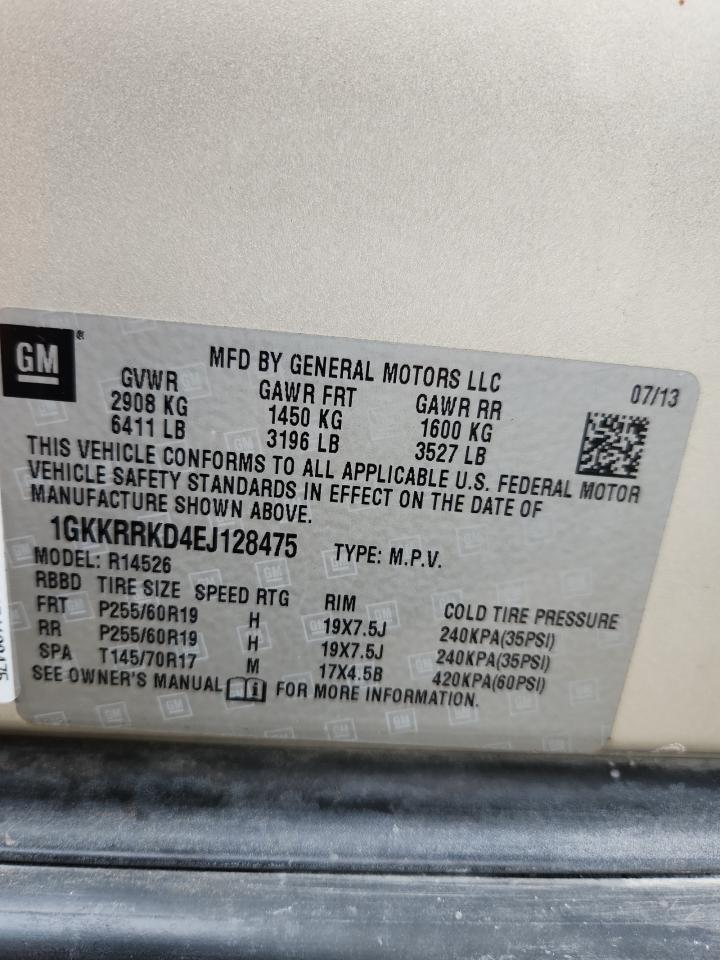 GM®
MFD BY GENERAL MOTORS LLC 07/13
GVWR GAWR FRT GAWR RR
2908 KG 1450 KG 1600 KG
6411 LB 3196 LB 3527 LB
THIS VEHICLE CONFORMS TO ALL APPLICABLE U.S. FEDERAL MOTOR
VEHICLE SAFETY STANDARDS IN EFFECT ON THE DATE OF
MANUFACTURE SHOWN ABOVE.
1GKKRRKD4EJ128475 TYPE: M.P.V.
MODEL: R14526
RBBD TIRE SIZE SPEED RTG RIM COLD TIRE PRESSURE
FRT P255/60R19 H 19X7.5J 240KPA(35PSI)
RR P255/60R19 H 19X7.5J 240KPA(35PSI)
SPA T145/70R17 M 17X4.5B 420KPA(60PSI)
SEE OWNER'S MANUAL FOR MORE INFORMATION.